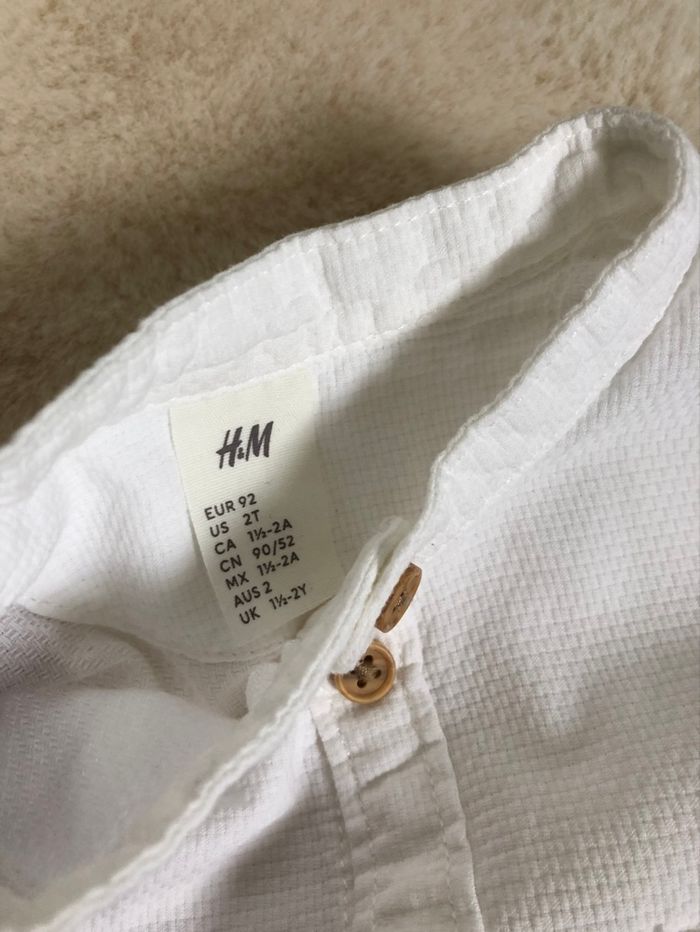 H&M
EUR 92
US 2T
CA 1½-2A
CN 90/52
MX 1½-2A
AUS 2
UK 1½-2Y